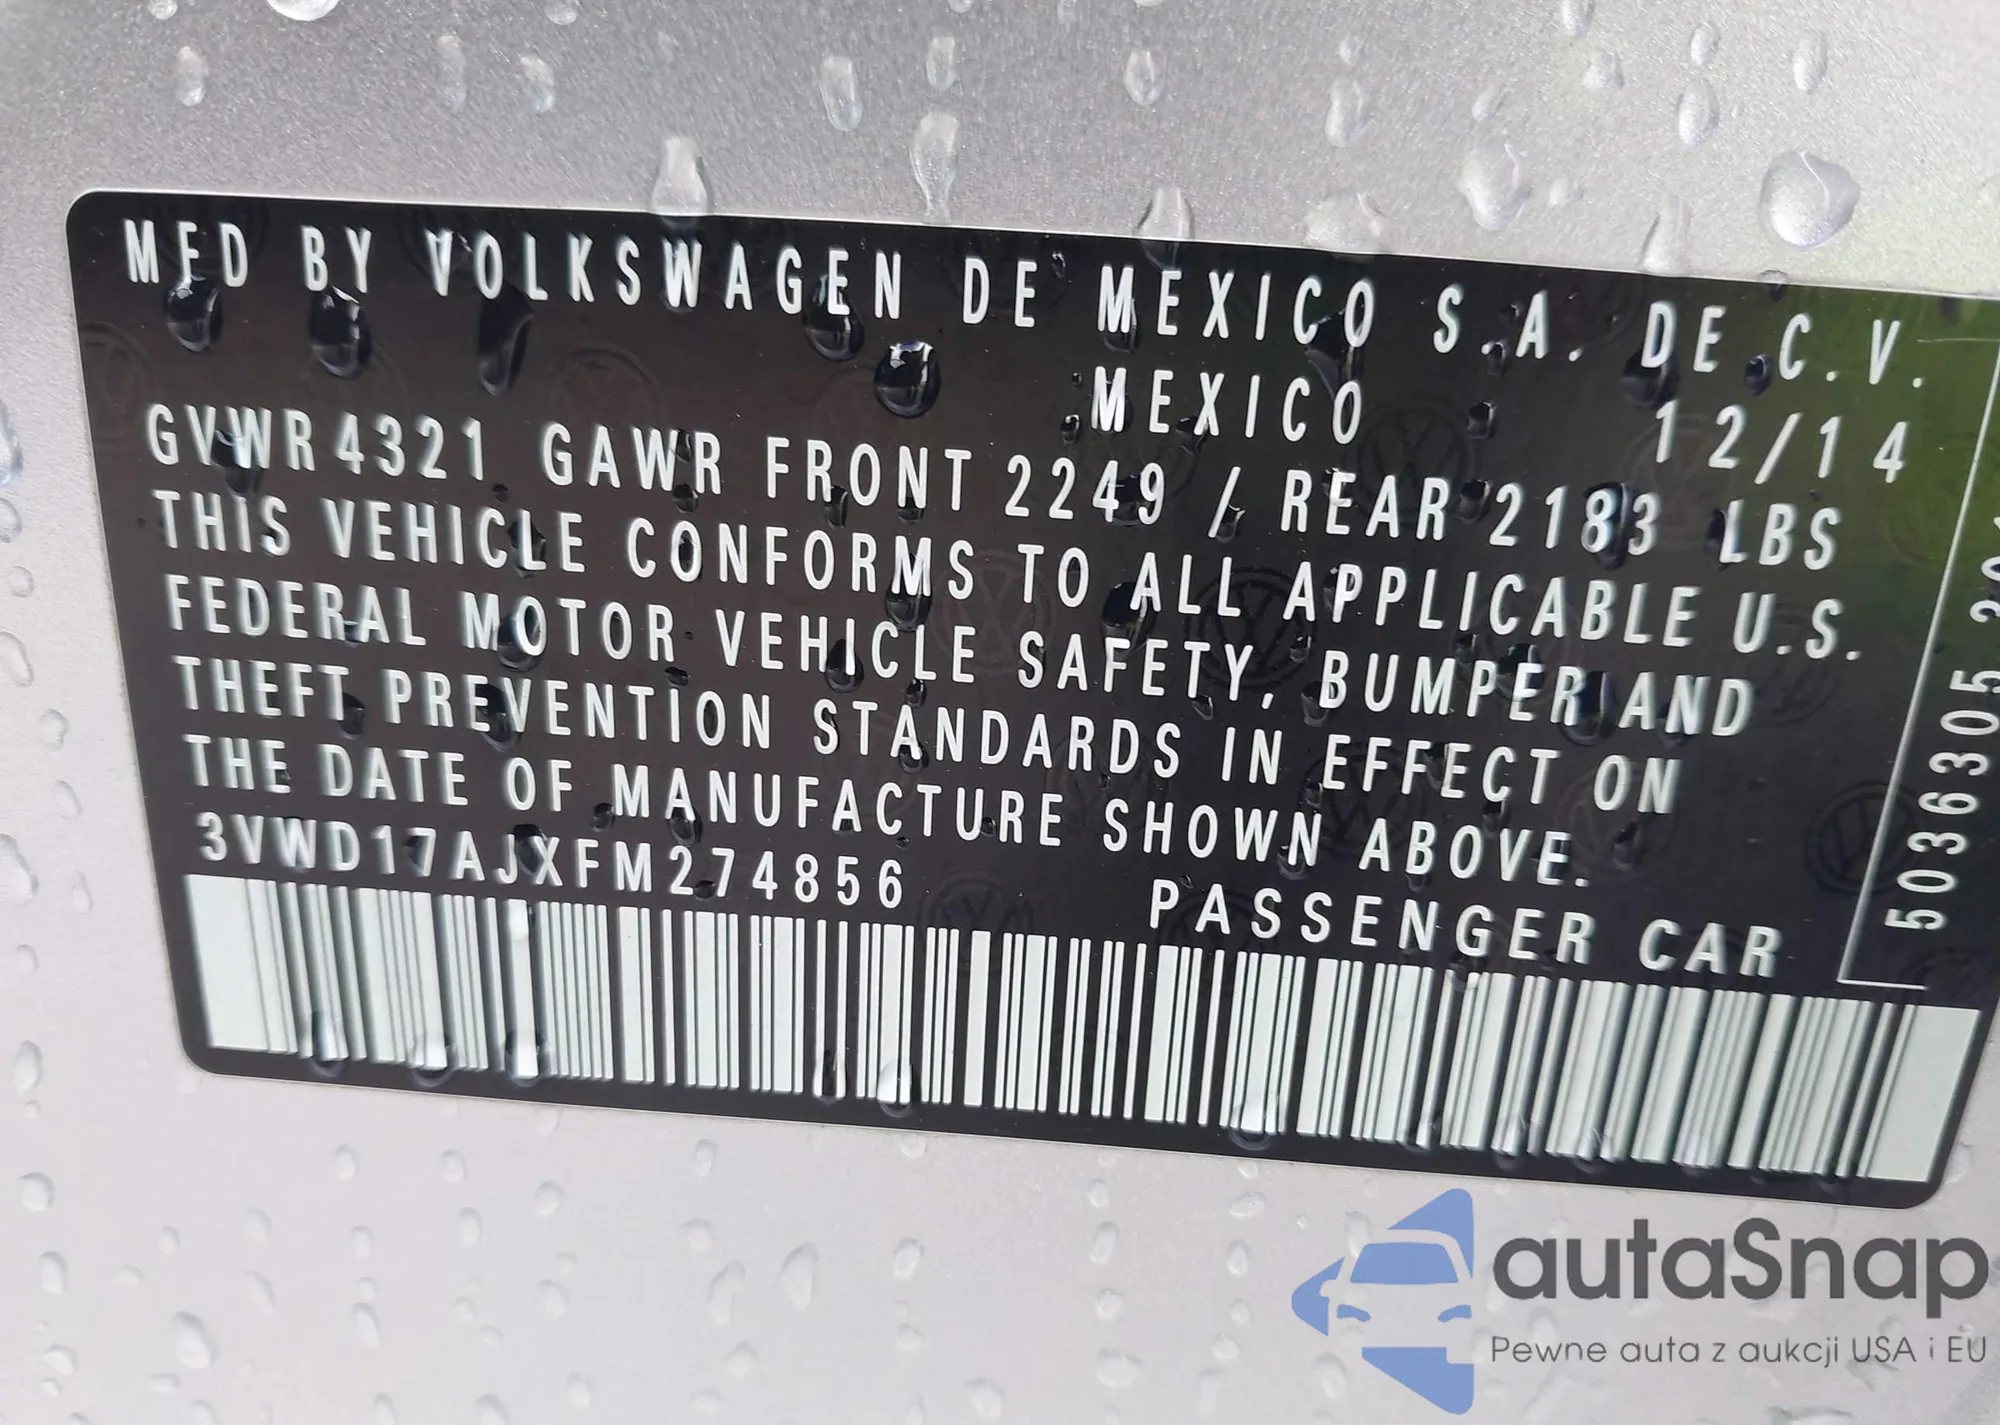 MFD BY VOLKSWAGEN DE MEXICO S.A. DE C.V.
MEXICO 12/14
GVWR 4321 GAWR FRONT 2249 / REAR 2183 LBS
THIS VEHICLE CONFORMS TO ALL APPLICABLE U.S.
FEDERAL MOTOR VEHICLE SAFETY, BUMPER AND
THEFT PREVENTION STANDARDS IN EFFECT ON
THE DATE OF MANUFACTURE SHOWN ABOVE.
3VWD17AJXFM274856 PASSENGER CAR
5036305
autaSnap
Pewne auta z aukcji USA i EU